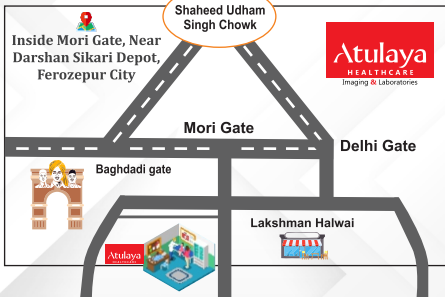 Shaheed Udham
Singh Chowk
Inside Mori Gate, Near
Darshan Sikari Depot,
Ferozepur City
Atulaya
HEALTHCARE
Imaging & Laboratories
Mori Gate
Delhi Gate
Baghdadi gate
Lakshman Halwai
Atulaya
HEALTHCARE